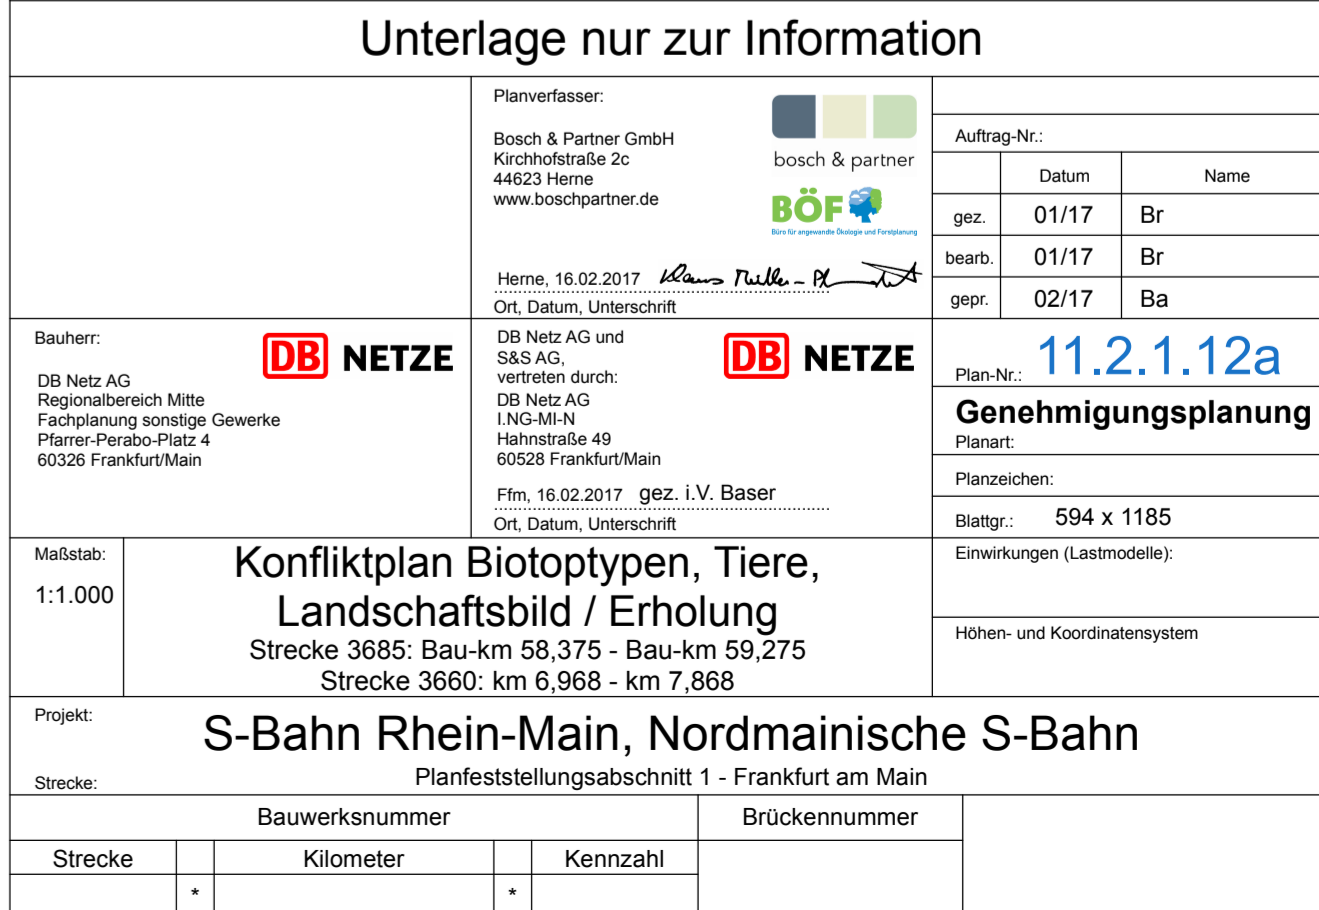 Unterlage nur zur Information
Planverfasser:
Bosch & Partner GmbH
Kirchhofstraße 2c
44623 Herne
www.boschpartner.de
bosch & partner
BÖF
Büro für angewandte Ökologie und Forstplanung
Herne, 16.02.2017
Ort, Datum, Unterschrift
Auftrag-Nr.:
Datum Name
gez. 01/17 Br
bearb. 01/17 Br
gepr. 02/17 Ba
Bauherr:
DB NETZE
DB Netz AG
Regionalbereich Mitte
Fachplanung sonstige Gewerke
Pfarrer-Perabo-Platz 4
60326 Frankfurt/Main
DB Netz AG und
S&S AG,
vertreten durch:
DB Netz AG
I.NG-MI-N
Hahnstraße 49
60528 Frankfurt/Main
DB NETZE
Ffm, 16.02.2017 gez. i.V. Baser
Ort, Datum, Unterschrift
Plan-Nr.: 11.2.1.12a
Genehmigungsplanung
Planart:
Planzeichen:
Blattgr.: 594 x 1185
Maßstab:
1:1.000
Konfliktplan Biotoptypen, Tiere,
Landschaftsbild / Erholung
Strecke 3685: Bau-km 58,375 - Bau-km 59,275
Strecke 3660: km 6,968 - km 7,868
Einwirkungen (Lastmodelle):
Höhen- und Koordinatensystem
Projekt:
S-Bahn Rhein-Main, Nordmainische S-Bahn
Strecke:
Planfeststellungsabschnitt 1 - Frankfurt am Main
Bauwerksnummer Brückennummer
Strecke Kilometer Kennzahl
* *